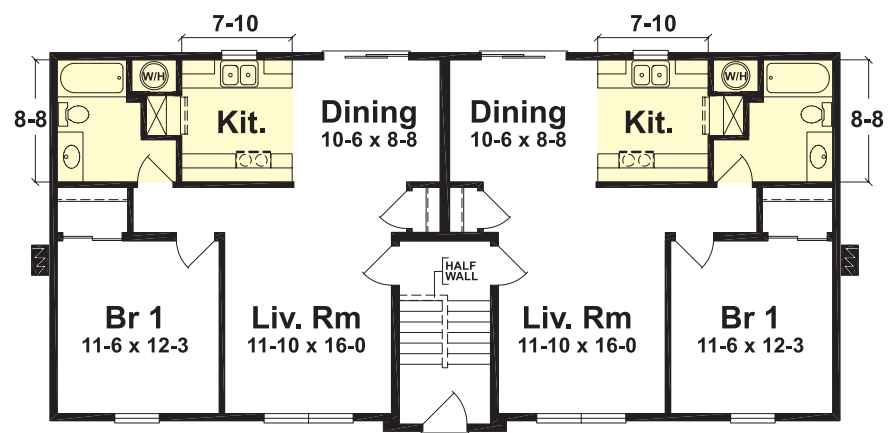 7-10
7-10
W/H
W/H
8-8
Kit.
Dining
10-6 x 8-8
Dining
10-6 x 8-8
Kit.
8-8
HALF
WALL
Br 1
11-6 x 12-3
Liv. Rm
11-10 x 16-0
Liv. Rm
11-10 x 16-0
Br 1
11-6 x 12-3